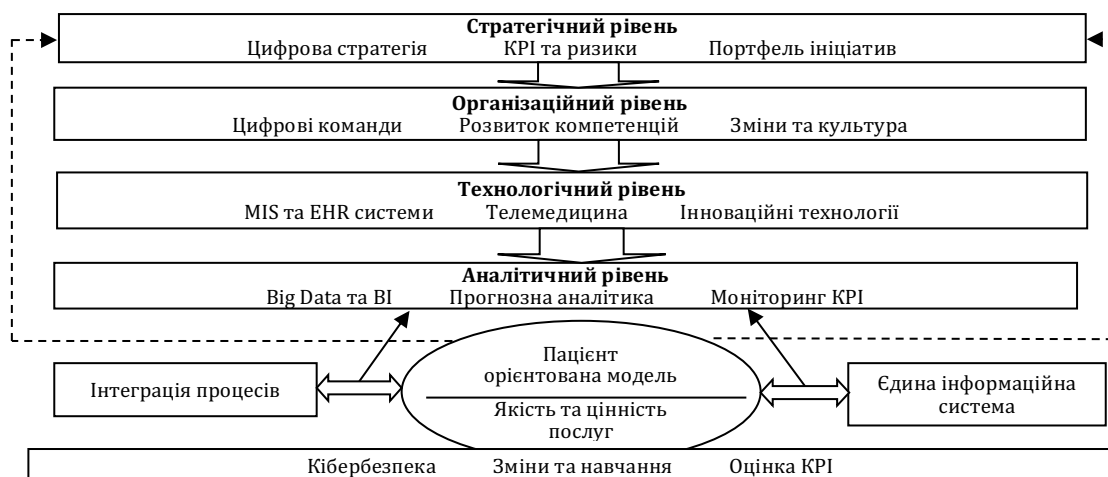 Стратегічний рівень
Цифрова стратегія КРІ та ризики Портфель ініціатив
Організаційний рівень
Цифрові команди Розвиток компетенцій Зміни та культура
Технологічний рівень
MIS та EHR системи Телемедицина Інноваційні технології
Аналітичний рівень
Big Data та BI Прогнозна аналітика Моніторинг КРІ
Інтеграція процесів
Пацієнт
орієнтована модель
Якість та цінність
послуг
Єдина інформаційна
система
Кібербезпека Зміни та навчання Оцінка КРІ